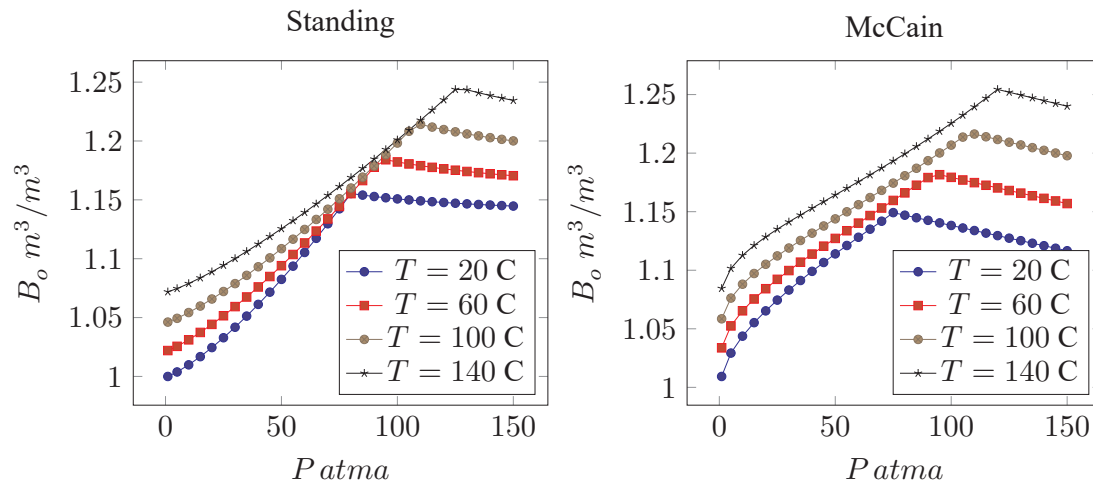 Standing
1.25
1.2
1.15
1.1
1.05
1
B_o m^3/m^3
0
50
100
150
P atma
T = 20 C
T = 60 C
T = 100 C
T = 140 C
McCain
1.25
1.2
1.15
1.1
1.05
1
B_o m^3/m^3
0
50
100
150
P atma
T = 20 C
T = 60 C
T = 100 C
T = 140 C